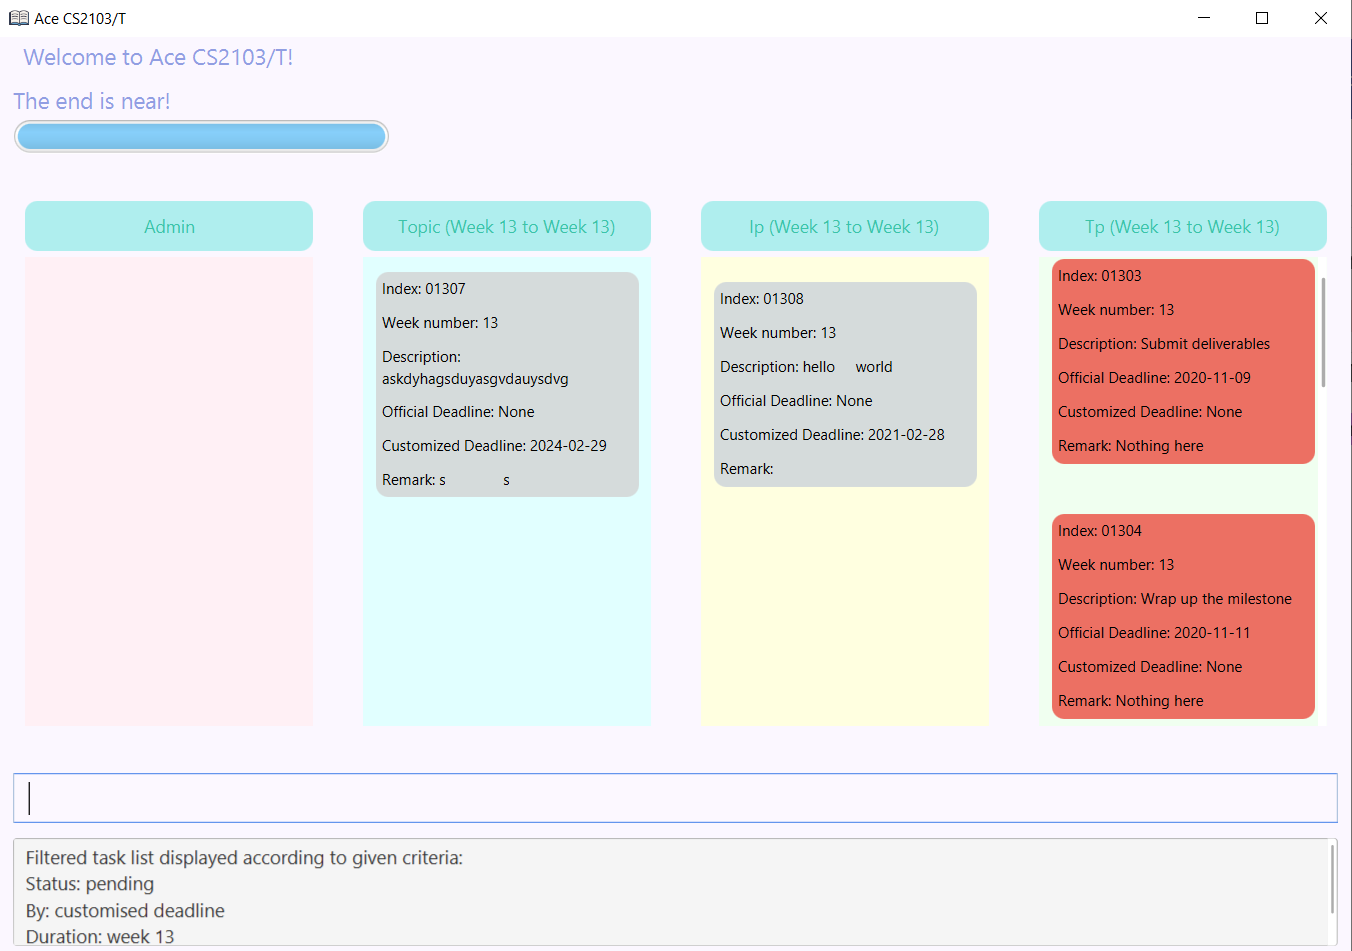 Ace CS2103/T
Welcome to Ace CS2103/T!
The end is near!
Admin
Topic (Week 13 to Week 13)
Index: 01307
Week number: 13
Description:
askdyhagsduyasgvdauysdvg
Official Deadline: None
Customized Deadline: 2024-02-29
Remark: s s
Ip (Week 13 to Week 13)
Index: 01308
Week number: 13
Description: hello world
Official Deadline: None
Customized Deadline: 2021-02-28
Remark:
Tp (Week 13 to Week 13)
Index: 01303
Week number: 13
Description: Submit deliverables
Official Deadline: 2020-11-09
Customized Deadline: None
Remark: Nothing here
Index: 01304
Week number: 13
Description: Wrap up the milestone
Official Deadline: 2020-11-11
Customized Deadline: None
Remark: Nothing here
Filtered task list displayed according to given criteria:
Status: pending
By: customised deadline
Duration: week 13